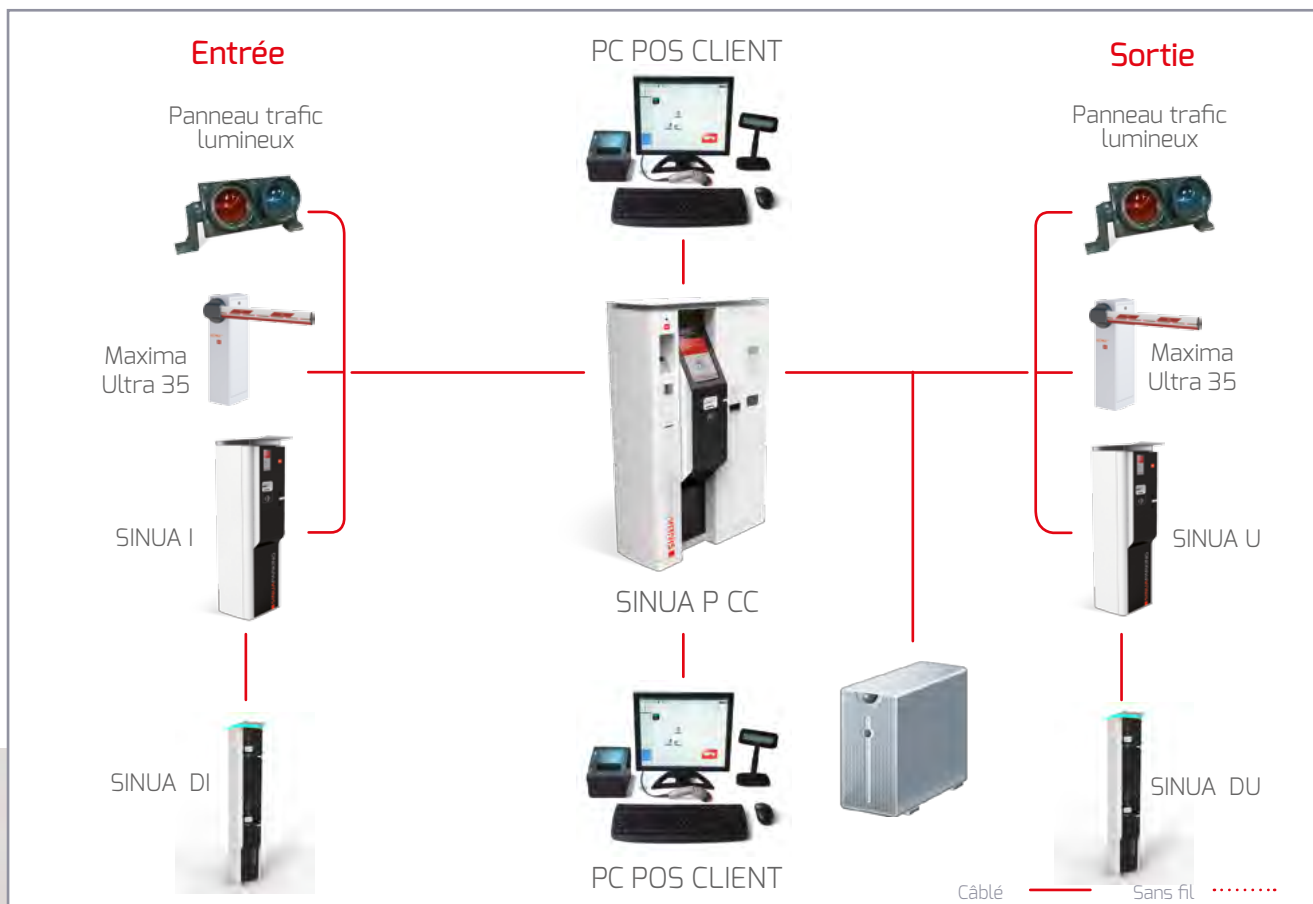 Entrée
PC POS CLIENT
Sortie
Panneau trafic
lumineux
Panneau trafic
lumineux
Maxima
Ultra 35
Maxima
Ultra 35
SINUA I
SINUA U
SINUA P CC
SINUA DI
SINUA DU
PC POS CLIENT
Câblé
Sans fil